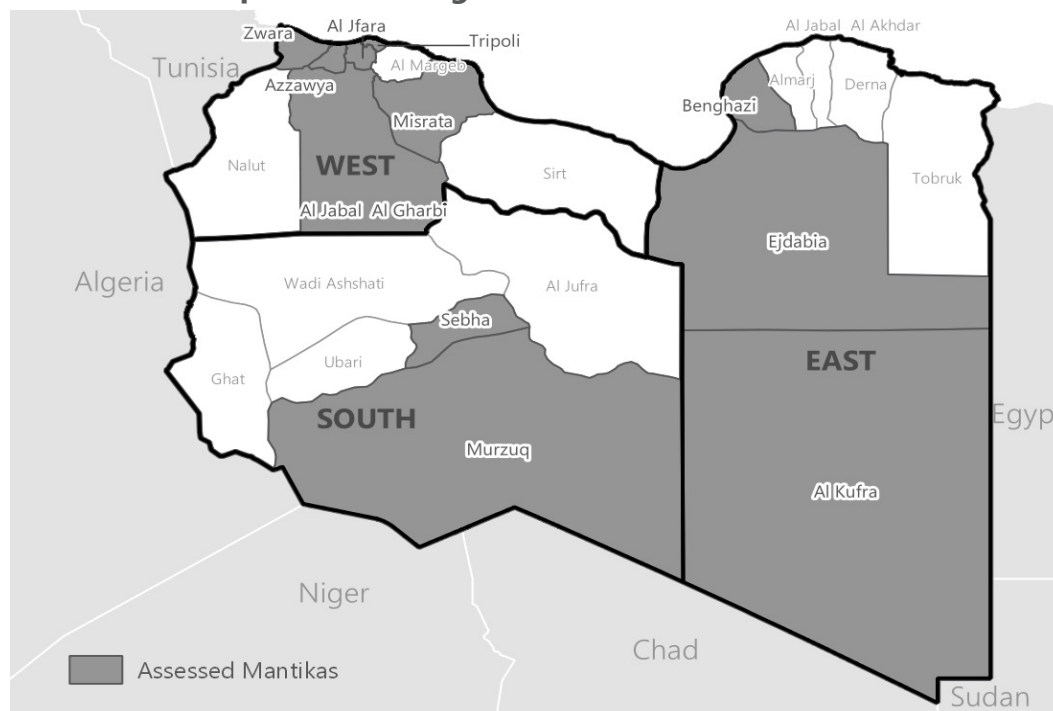 Al Jfara
Al Jabal Al Akhdar
Zwara
Tripoli
Tunisia
Al Margeb
Azzawya
Almarj
Derna
Benghazi
Misrata
Nalut
WEST
Sirt
Tobruk
Al Jabal Al Gharbi
Ejdabia
Algeria
Wadi Ashshati
Al Jufra
Sebha
Ubari
EAST
Ghat
SOUTH
Egyp
Murzuq
Al Kufra
Niger
Chad
Assessed Mantikas
Sudan